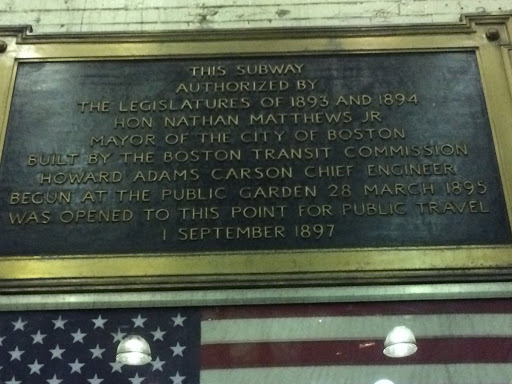 THIS SUBWAY
AUTHORIZED BY
THE LEGISLATURES OF 1893 AND 1894
HON NATHAN MATTHEWS JR
MAYOR OF THE CITY OF BOSTON
BUILT BY THE BOSTON TRANSIT COMMISSION
HOWARD ADAMS CARSON CHIEF ENGINEER
BEGUN AT THE PUBLIC GARDEN 28 MARCH 1895
WAS OPENED TO THIS POINT FOR PUBLIC TRAVEL
1 SEPTEMBER 1897